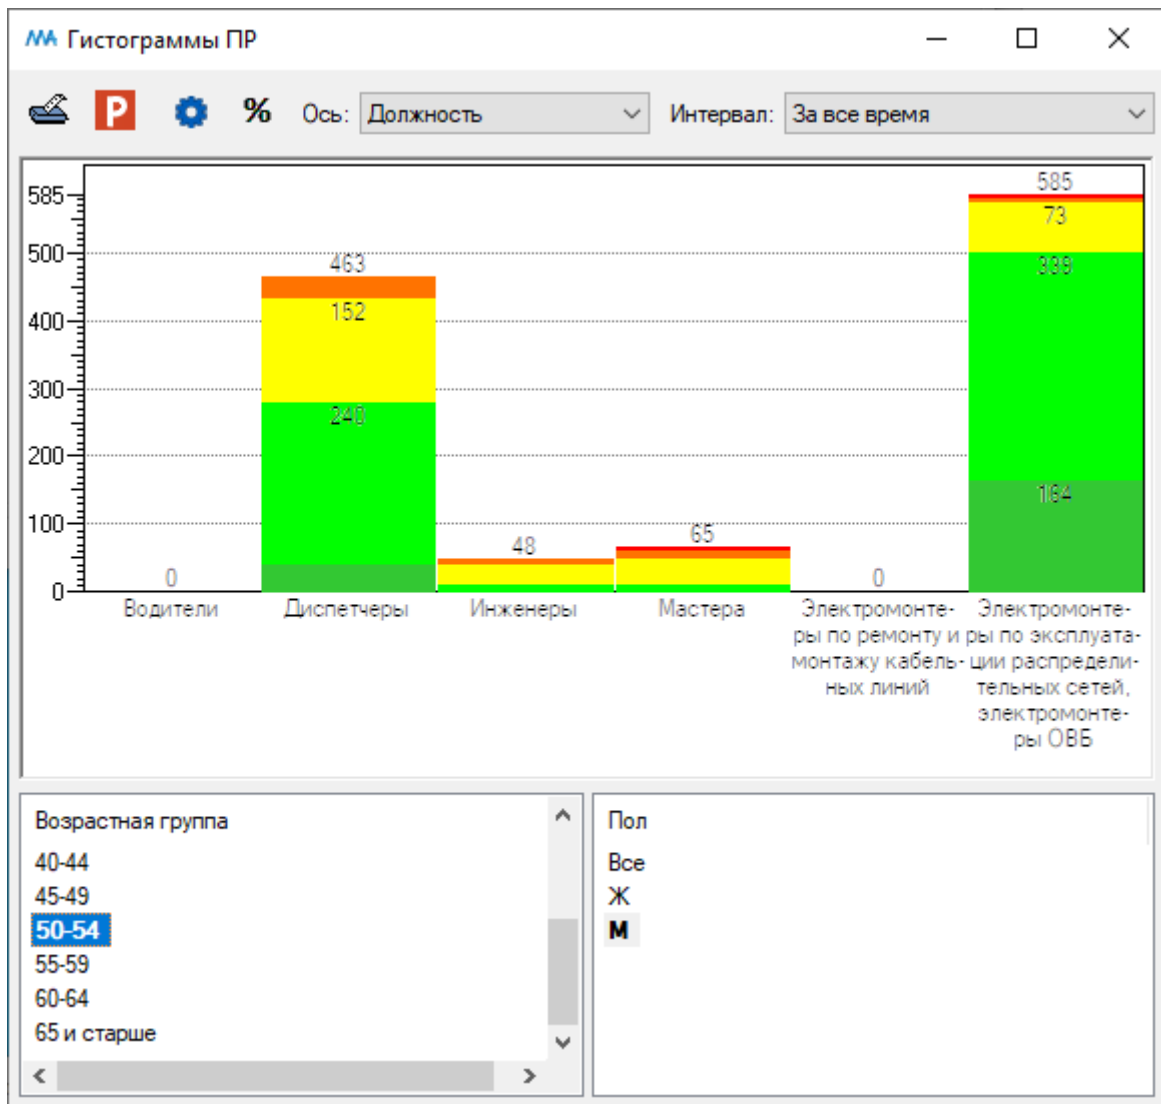 Гистограммы ПР
P % Ось: Должность Интервал: За все время
585
500
400
300
200
100
0
0
463
152
240
48
65
0
585
73
339
164
Водители
Диспетчеры
Инженеры
Мастера
Электромонте-
ры по ремонту и
монтажу кабель-
ных линий
Электромонте-
ры по эксплуата-
ции распредели-
тельных сетей,
электромонте-
ры ОВБ
Возрастная группа
40-44
45-49
50-54
55-59
60-64
65 и старше
Пол
Все
Ж
М